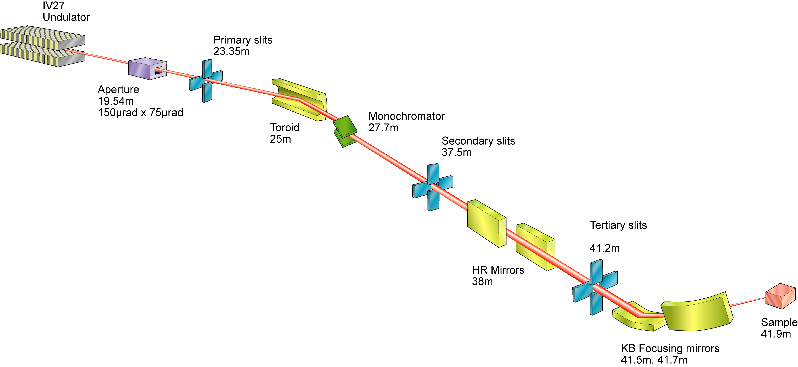 IV27
Undulator
Aperture
19.54m
150µrad x 75µrad
Primary slits
23.35m
Toroid
25m
Monochromator
27.7m
Secondary slits
37.5m
HR Mirrors
38m
Tertiary slits
41.2m
KB Focusing mirrors
41.5m, 41.7m
Sample
41.9m